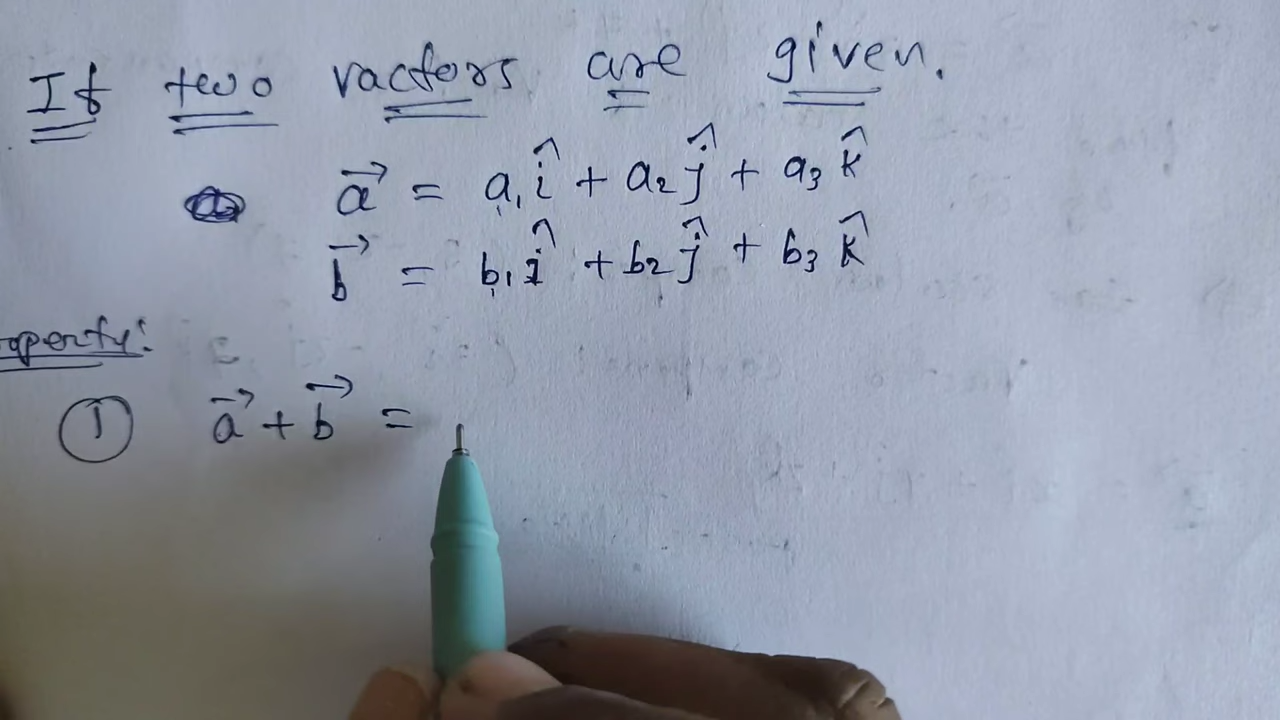 If two vactors are given.
a⃗ = a₁î + a₂ĵ + a₃k̂
b⃗ = b₁î + b₂ĵ + b₃k̂
operty:
① a⃗ + b⃗ =